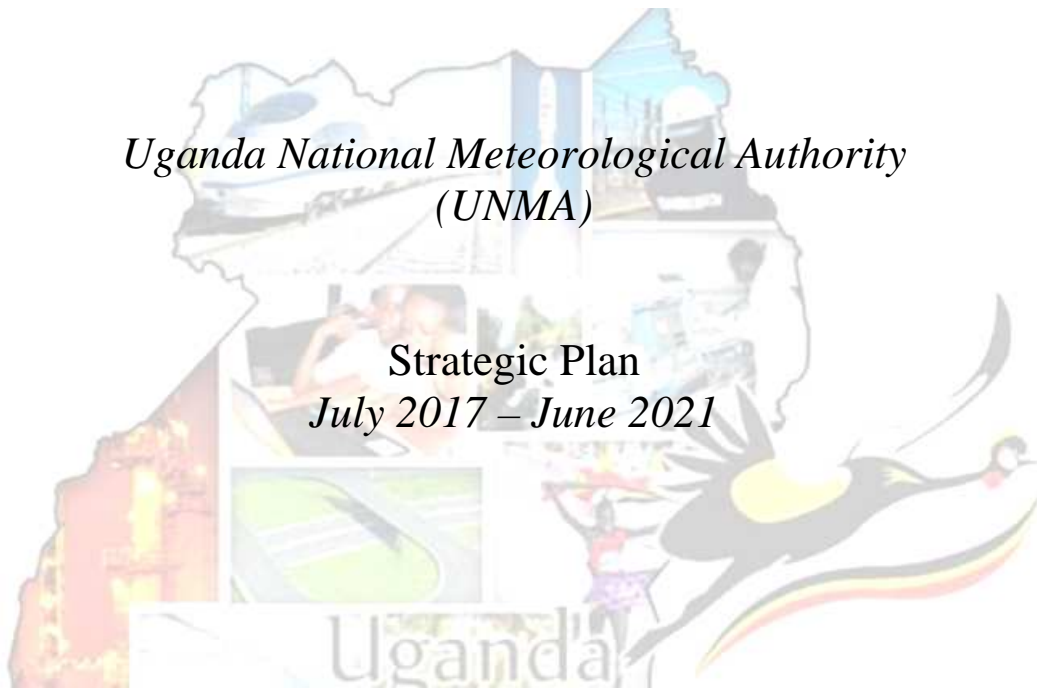 Uganda National Meteorological Authority
(UNMA)
Strategic Plan
July 2017 – June 2021
Uganda